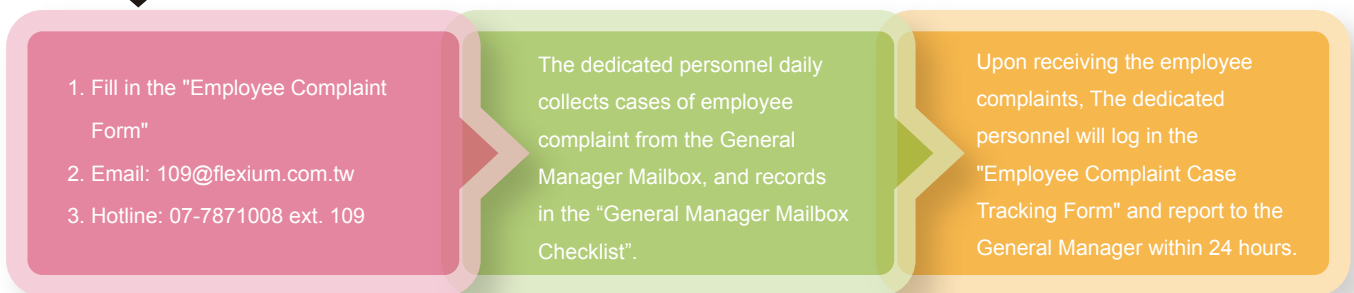 1. Fill in the "Employee Complaint
Form"
2. Email: 109@flexium.com.tw
3. Hotline: 07-7871008 ext. 109
The dedicated personnel daily
collects cases of employee
complaint from the General
Manager Mailbox, and records
in the “General Manager Mailbox
Checklist”.
Upon receiving the employee
complaints, The dedicated
personnel will log in the
"Employee Complaint Case
Tracking Form" and report to the
General Manager within 24 hours.